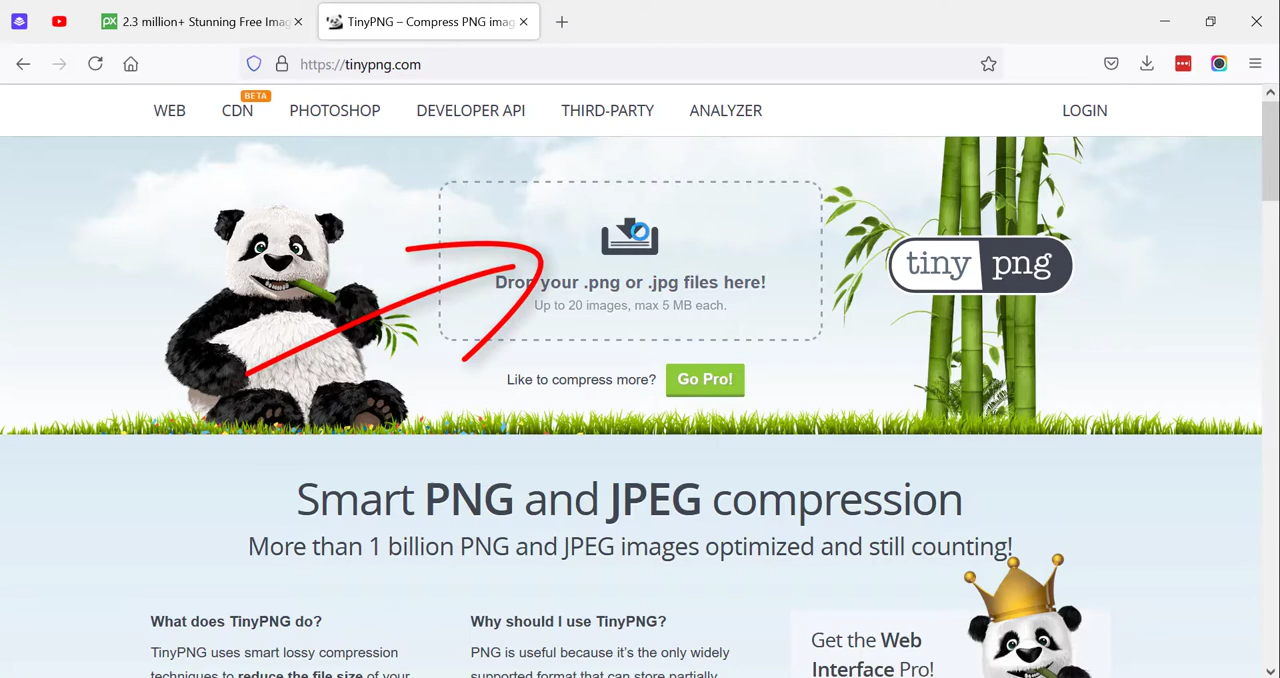 2.3 million+ Stunning Free Imag
TinyPNG – Compress PNG imag
https://tinypng.com
WEB
CDN
BETA
PHOTOSHOP
DEVELOPER API
THIRD-PARTY
ANALYZER
LOGIN
Drop your .png or .jpg files here!
Up to 20 images, max 5 MB each.
tiny png
Like to compress more? Go Pro!
Smart PNG and JPEG compression
More than 1 billion PNG and JPEG images optimized and still counting!
What does TinyPNG do?
TinyPNG uses smart lossy compression
techniques to reduce the file size of your
Why should I use TinyPNG?
PNG is useful because it's the only widely
supported format that can store partially
Get the Web
Interface Pro!